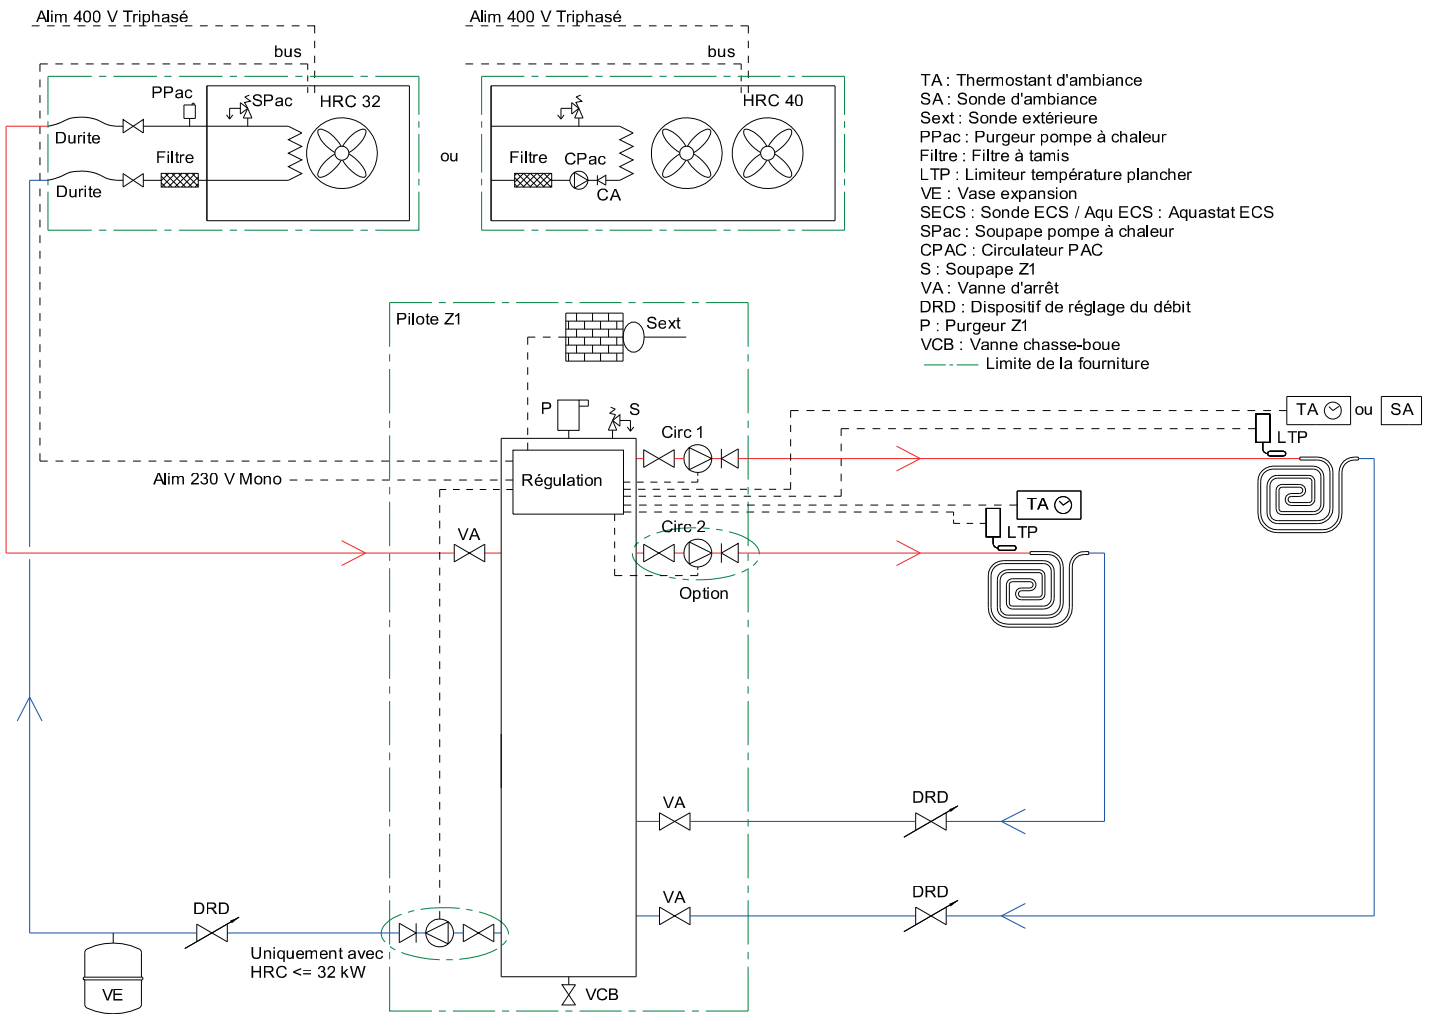 Alim 400 V Triphasé
bus
PPac
SPac
HRC 32
Durite
Filtre
Durite
ou
Alim 400 V Triphasé
bus
HRC 40
Filtre
CPac
CA
TA : Thermostant d'ambiance
SA : Sonde d'ambiance
Sext : Sonde extérieure
PPac : Purgeur pompe à chaleur
Filtre : Filtre à tamis
LTP : Limiteur température plancher
VE : Vase expansion
SECS : Sonde ECS / Aqu ECS : Aquastat ECS
SPac : Soupape pompe à chaleur
CPAC : Circulateur PAC
S : Soupape Z1
VA : Vanne d'arrêt
DRD : Dispositif de réglage du débit
P : Purgeur Z1
VCB : Vanne chasse-boue
Limite de la fourniture
Pilote Z1
Sext
P
S
Circ 1
TA
ou
SA
LTP
Alim 230 V Mono
Régulation
VA
Circ 2
TA
LTP
Option
VA
DRD
VA
DRD
DRD
Uniquement avec
HRC <= 32 kW
VE
VCB